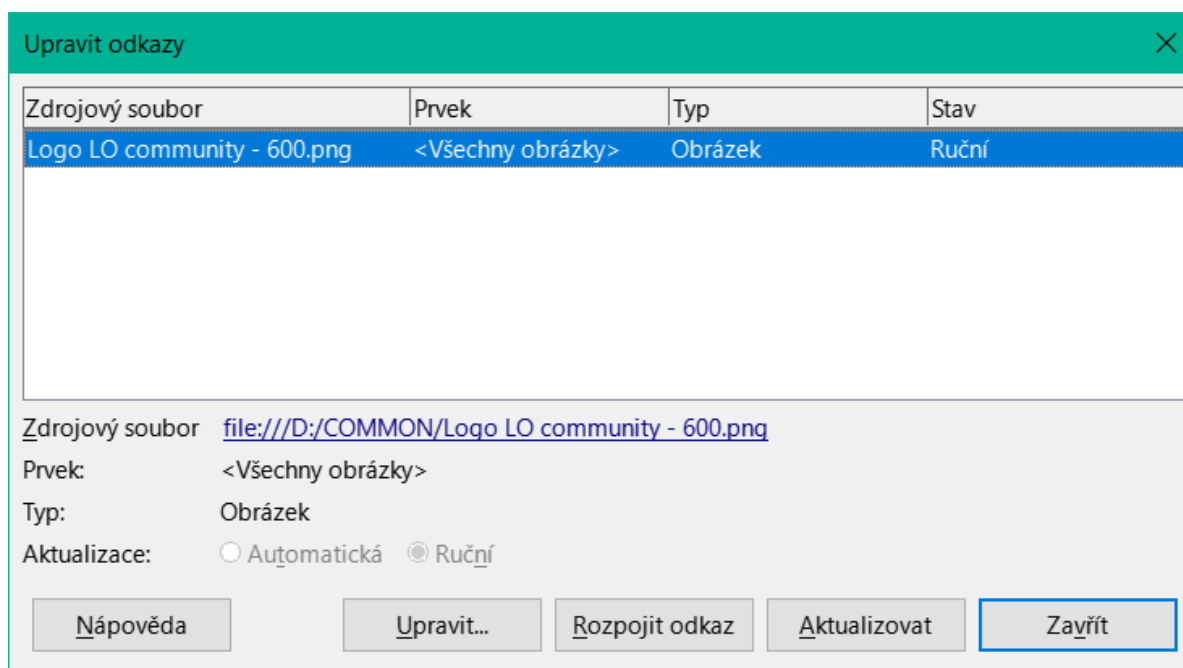 Upravit odkazy
Zdrojový soubor Prvek Typ Stav
Logo LO community - 600.png <Všechny obrázky> Obrázek Ruční
Zdrojový soubor file:///D:/COMMON/Logo LO community - 600.png
Prvek: <Všechny obrázky>
Typ: Obrázek
Aktualizace: Automatická Ruční
Nápověda Upravit... Rozpojit odkaz Aktualizovat Zavřít